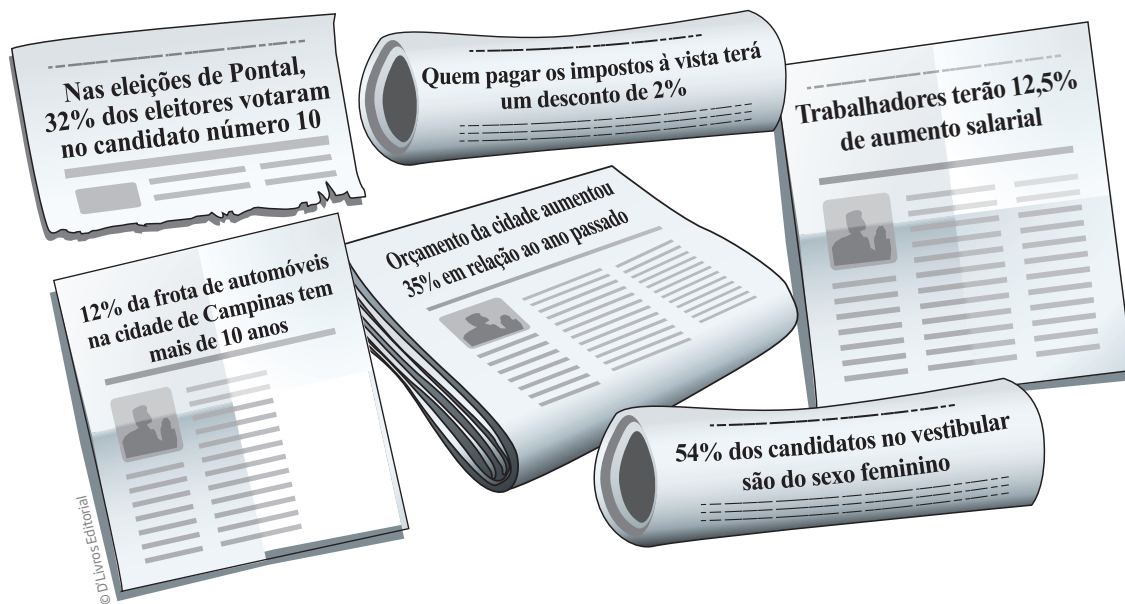 Nas eleições de Pontal,
32% dos eleitores votaram
no candidato número 10
Quem pagar os impostos à vista terá
um desconto de 2%
Trabalhadores terão 12,5%
de aumento salarial
12% da frota de automóveis
na cidade de Campinas tem
mais de 10 anos
Orçamento da cidade aumentou
35% em relação ao ano passado
54% dos candidatos no vestibular
são do sexo feminino
© D'Livros Editorial